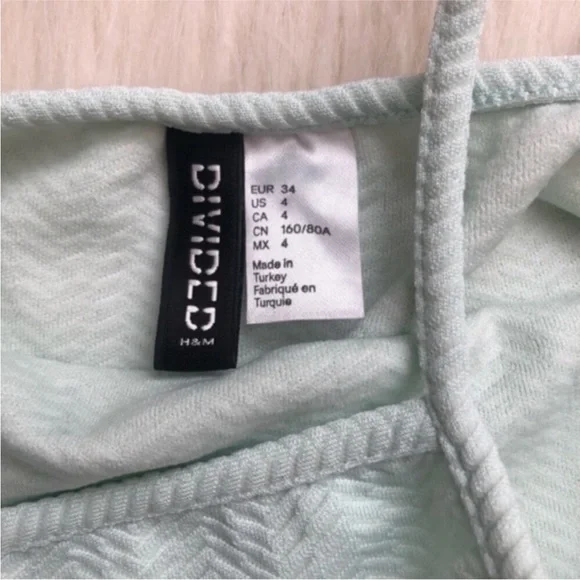 DIVIDED
H&M
EUR 34
US 4
CA 4
CN 160/80A
MX 4
Made in
Turkey
Fabriqué en
Turquie